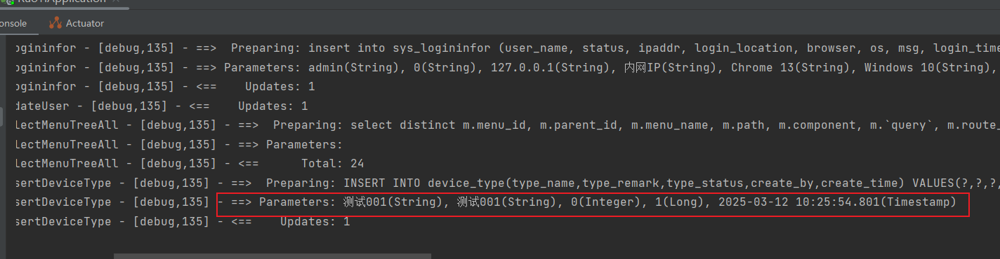 RuoYiApplication
onsole Actuator
ogininfor - [debug,135] - ==>  Preparing: insert into sys_logininfor (user_name, status, ipaddr, login_location, browser, os, msg, login_time
ogininfor - [debug,135] - ==> Parameters: admin(String), 0(String), 127.0.0.1(String), 内网IP(String), Chrome 13(String), Windows 10(String),
ogininfor - [debug,135] - <==    Updates: 1
dateUser - [debug,135] - <==    Updates: 1
lectMenuTreeAll - [debug,135] - ==>  Preparing: select distinct m.menu_id, m.parent_id, m.menu_name, m.path, m.component, m.`query`, m.route_
lectMenuTreeAll - [debug,135] - ==> Parameters:
lectMenuTreeAll - [debug,135] - <==      Total: 24
sertDeviceType - [debug,135] - ==>  Preparing: INSERT INTO device_type(type_name,type_remark,type_status,create_by,create_time) VALUES(?,?,?,
sertDeviceType - [debug,135] - ==> Parameters: 测试001(String), 测试001(String), 0(Integer), 1(Long), 2025-03-12 10:25:54.801(Timestamp)
sertDeviceType - [debug,135] - <==    Updates: 1